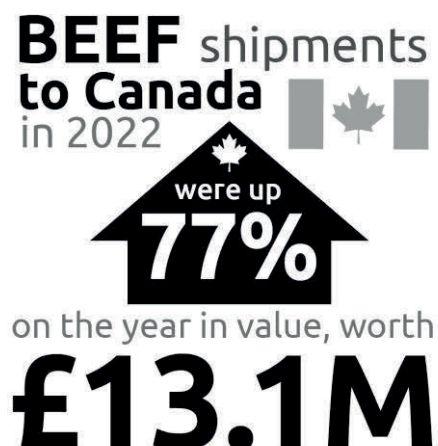 BEEF shipments
to Canada
in 2022
were up
77%
on the year in value, worth
£13.1M